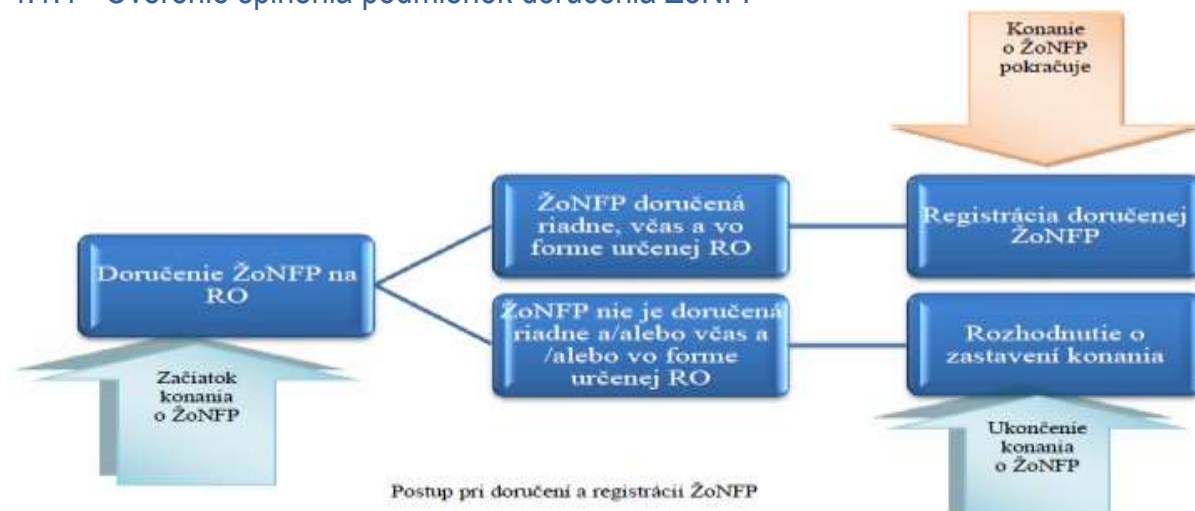 Konanie
o ŽoNFP
pokračuje
ŽoNFP doručená
riadne, včas a vo
forme určenej RO
Registrácia doručenej
ŽoNFP
Doručenie ŽoNFP na
RO
ŽoNFP nie je doručená
riadne a/alebo včas a
/alebo vo forme
určenej RO
Rozhodnutie o
zastavení konania
Začiatok
konania
o ŽoNFP
Ukončenie
konania
o ŽoNFP
Postup pri doručení a registrácii ŽoNFP